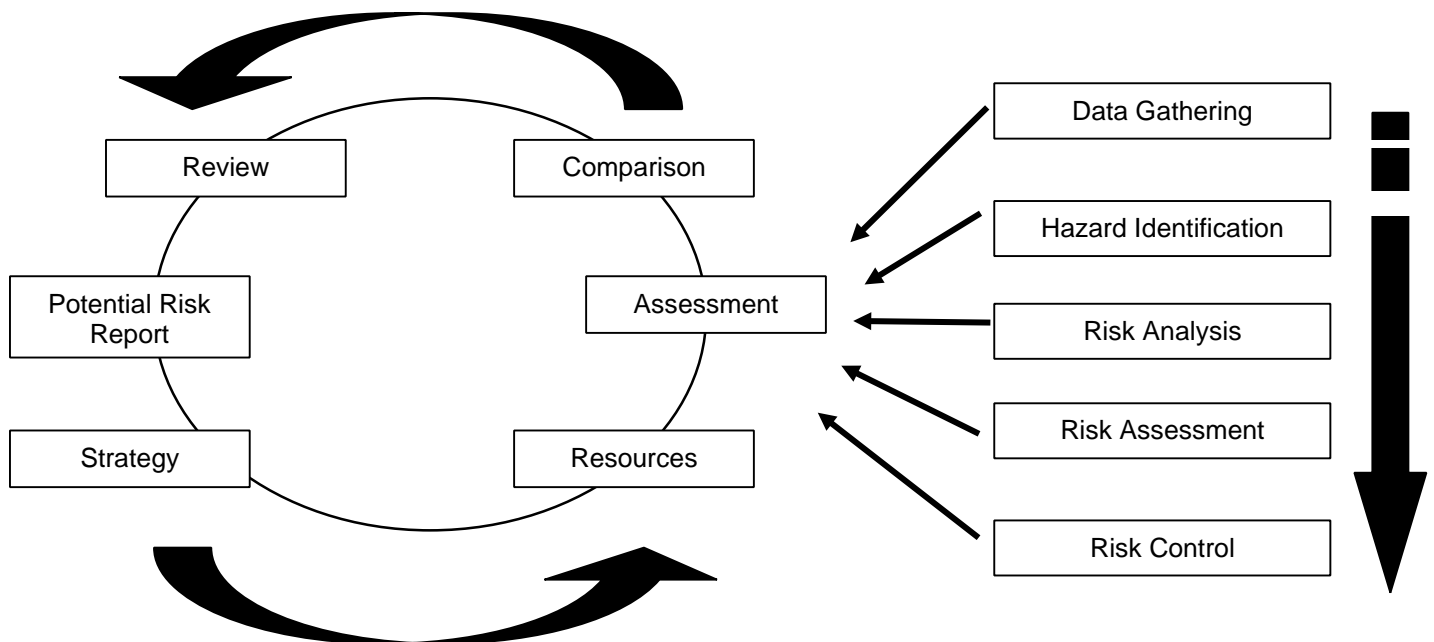 Review
Comparison
Potential Risk
Report
Assessment
Strategy
Resources
Data Gathering
Hazard Identification
Risk Analysis
Risk Assessment
Risk Control